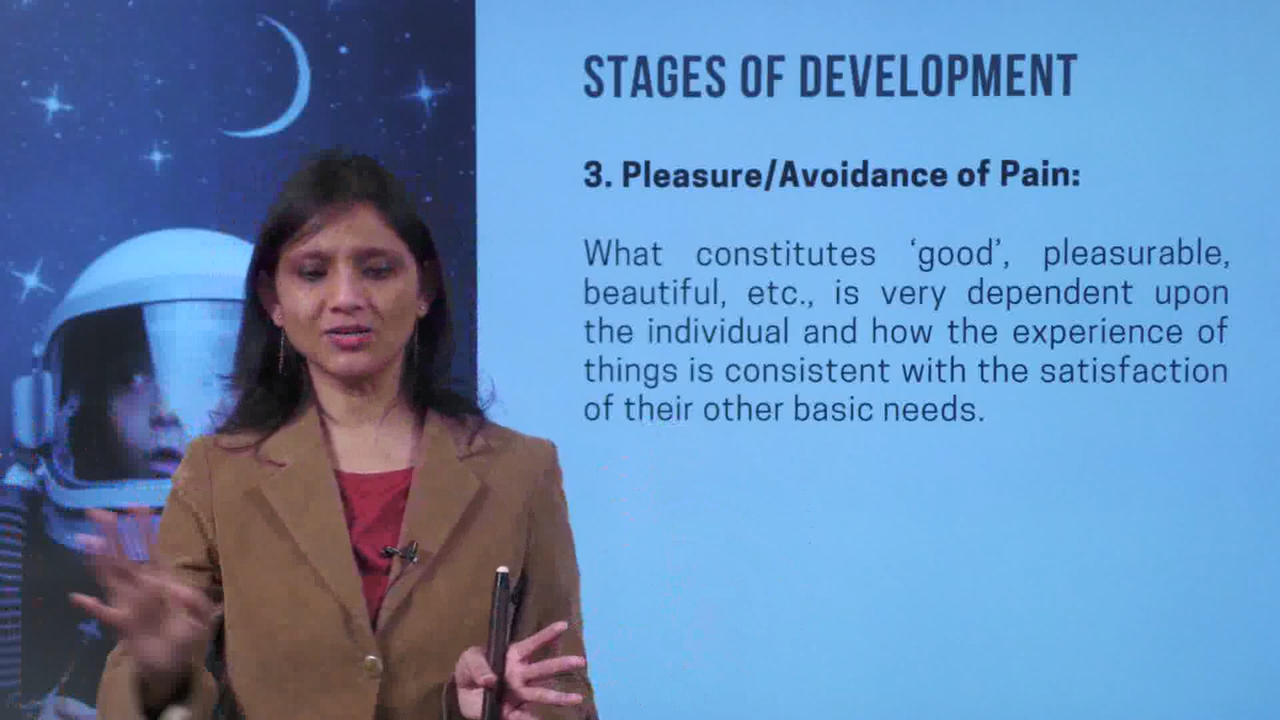 STAGES OF DEVELOPMENT
3. Pleasure/Avoidance of Pain:
What constitutes ‘good’, pleasurable,
beautiful, etc., is very dependent upon
the individual and how the experience of
things is consistent with the satisfaction
of their other basic needs.